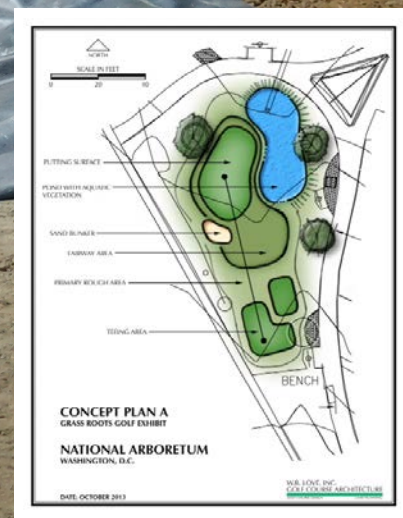 NORTH
SCALE IN FEET
0 20 40
PUTTING SURFACE
POND WITH AQUATIC
VEGETATION
SAND BUNKER
FAIRWAY AREA
PRIMARY ROUGH AREA
TEEING AREA
BENCH
CONCEPT PLAN A
GRASS ROOTS GOLF EXHIBIT
NATIONAL ARBORETUM
WASHINGTON, D.C.
DATE: OCTOBER 2013
W.R. LOVE, INC.
GOLF COURSE ARCHITECTURE